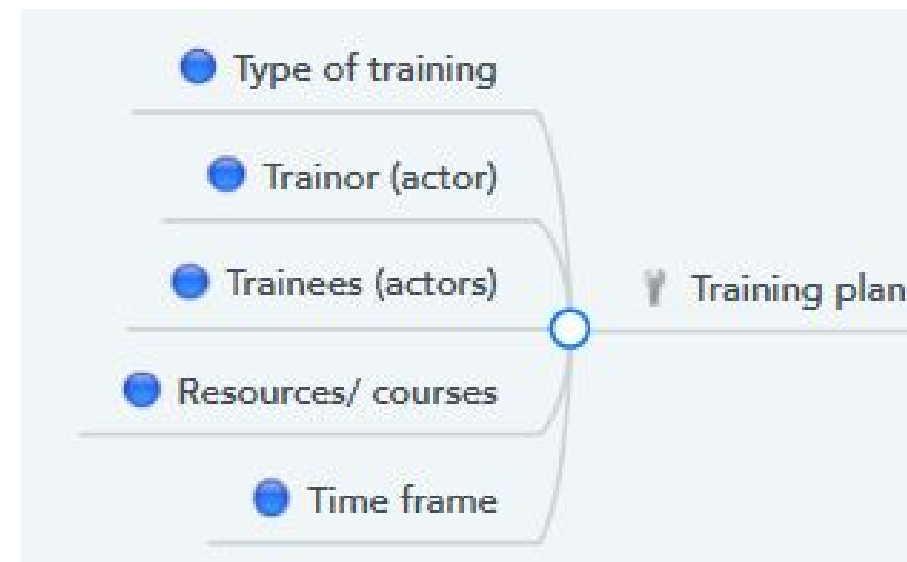 Type of training
Trainor (actor)
Trainees (actors)
Training plan
Resources/ courses
Time frame